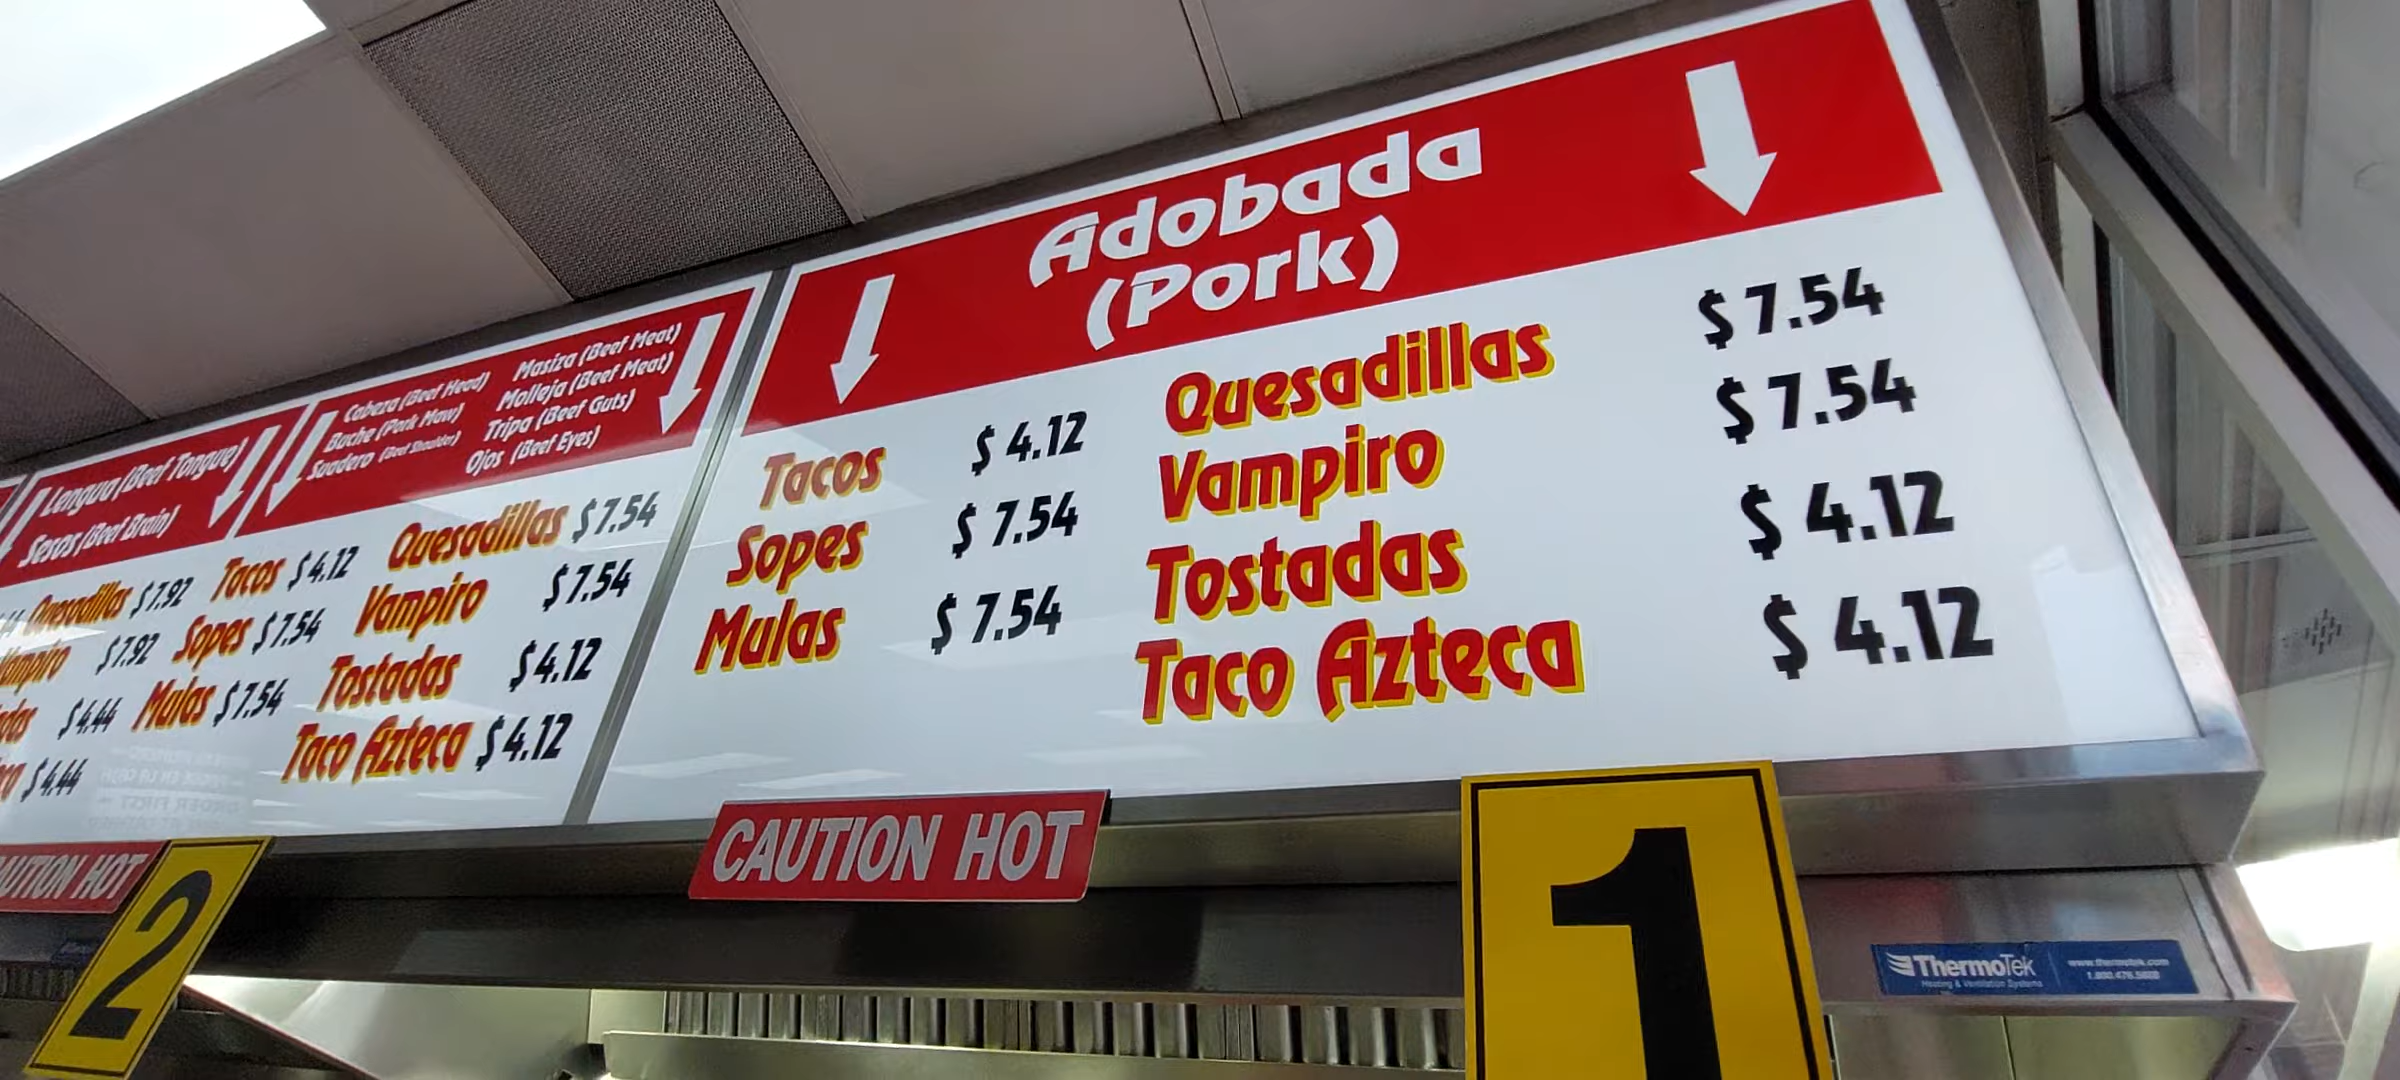 Lengua (Beef Tongue)
Sesos (Beef Brain)
Quesadillas $7.92
Vampiro $7.92
$4.44
$4.44
Cabeza (Beef Head)
Buche (Pork Maw)
Suadero (Beef Shoulder)
Masiza (Beef Meat)
Molleja (Beef Meat)
Tripa (Beef Guts)
Ojos (Beef Eyes)
Tacos $4.12
Sopes $7.54
Mulas $7.54
Quesadillas $7.54
Vampiro $7.54
Tostadas $4.12
Taco Azteca $4.12
Adobada
(Pork)
Tacos $ 4.12
Sopes $ 7.54
Mulas $ 7.54
Quesadillas $ 7.54
Vampiro $ 7.54
Tostadas $ 4.12
Taco Azteca $ 4.12
HOT
2
CAUTION HOT
1
ThermoTek
Heating & Ventilation Systems
www.thermotek.com